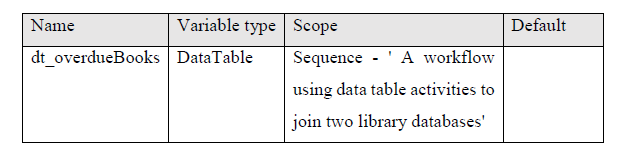 Name Variable type Scope Default
dt_overdueBooks DataTable Sequence - ' A workflow
using data table activities to
join two library databases'